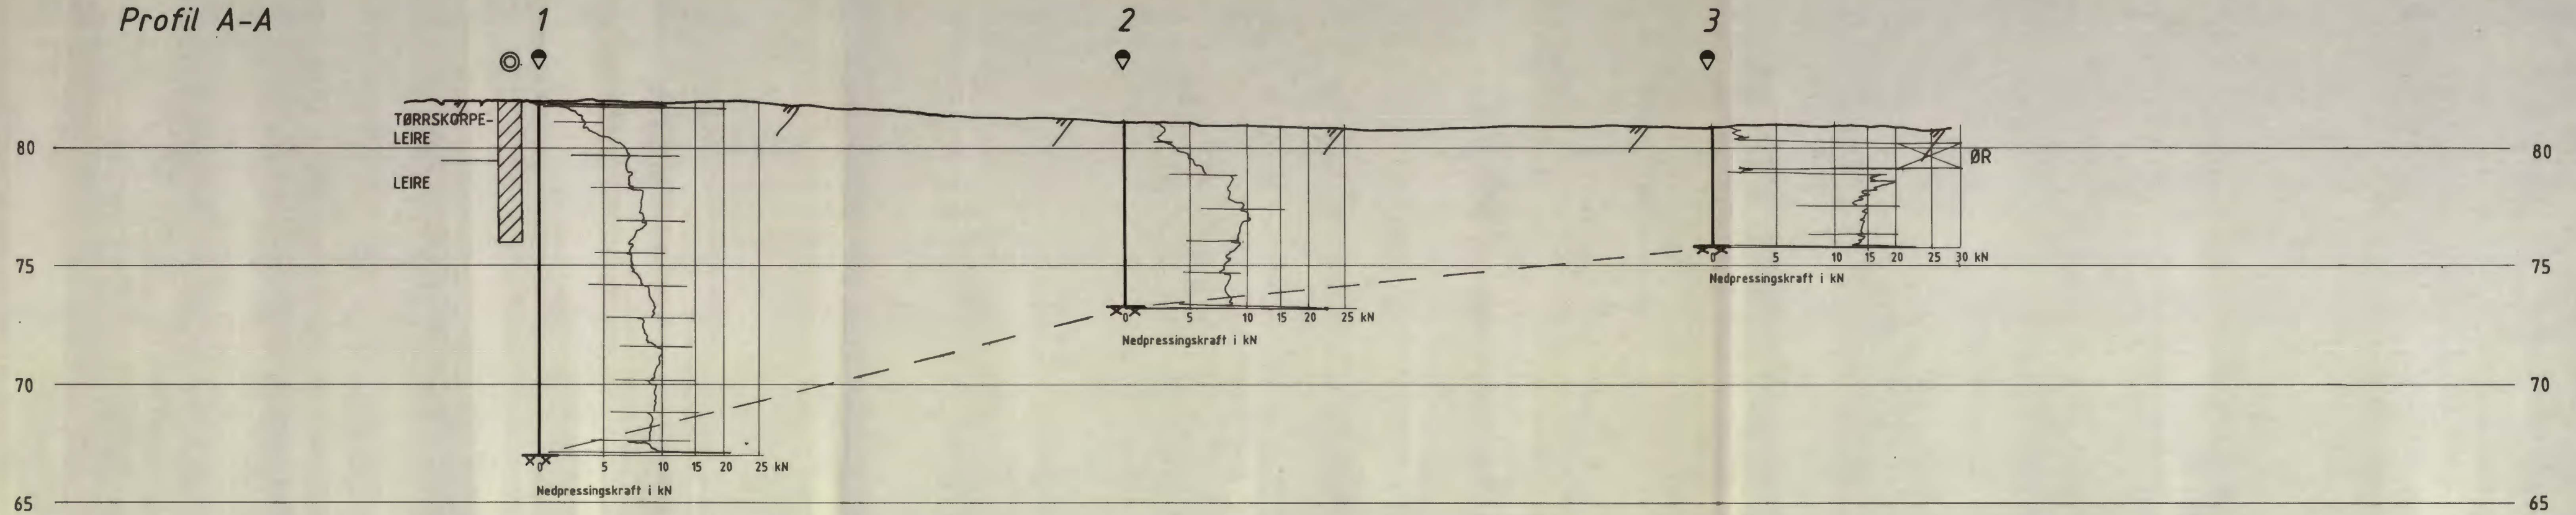 Profil A-A 1 2 3
TØRRSKORPE-
LEIRE
80 80
ØR
LEIRE
75 75
0 5 10 15 20 25 30 kN
Nedpressingskraft i kN
0 5 10 15 20 25 kN
Nedpressingskraft i kN
70 70
0 5 10 15 20 25 kN
Nedpressingskraft i kN
65 65